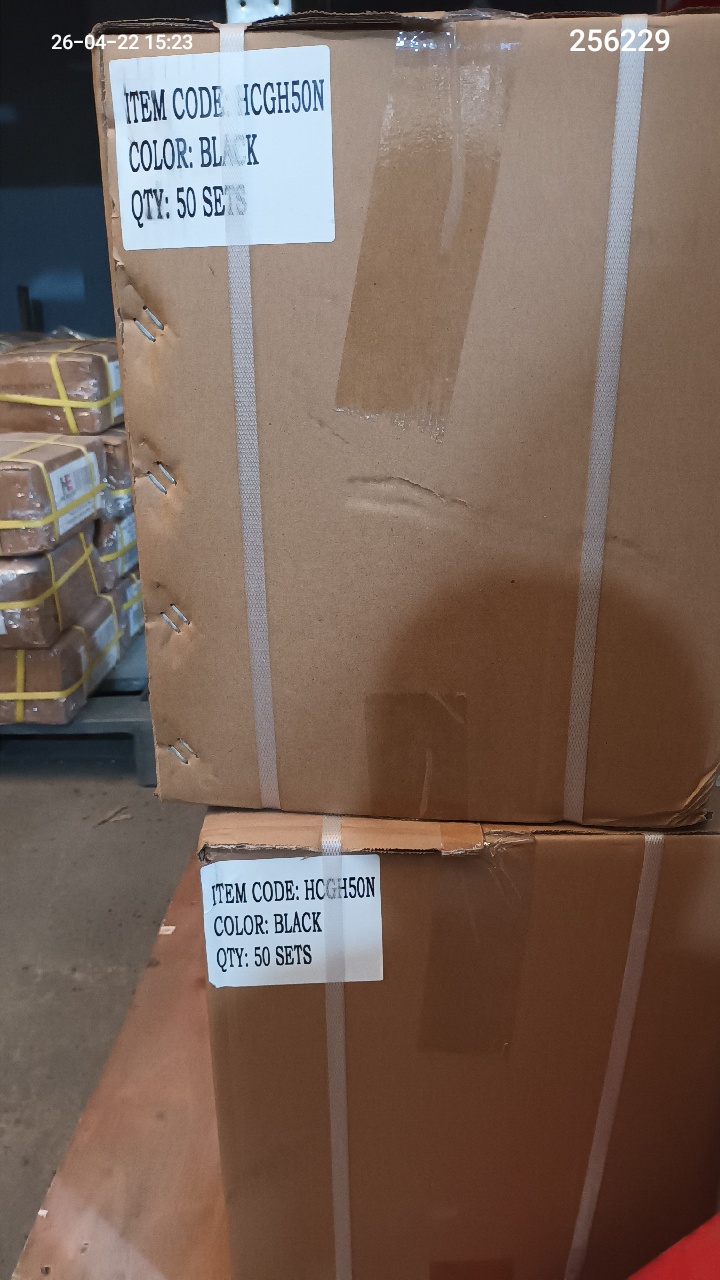 26-04-22 15:23
256229
ITEM CODE: HCGH50N
COLOR: BLACK
QTY: 50 SETS
ITEM CODE: HCGH50N
COLOR: BLACK
QTY: 50 SETS